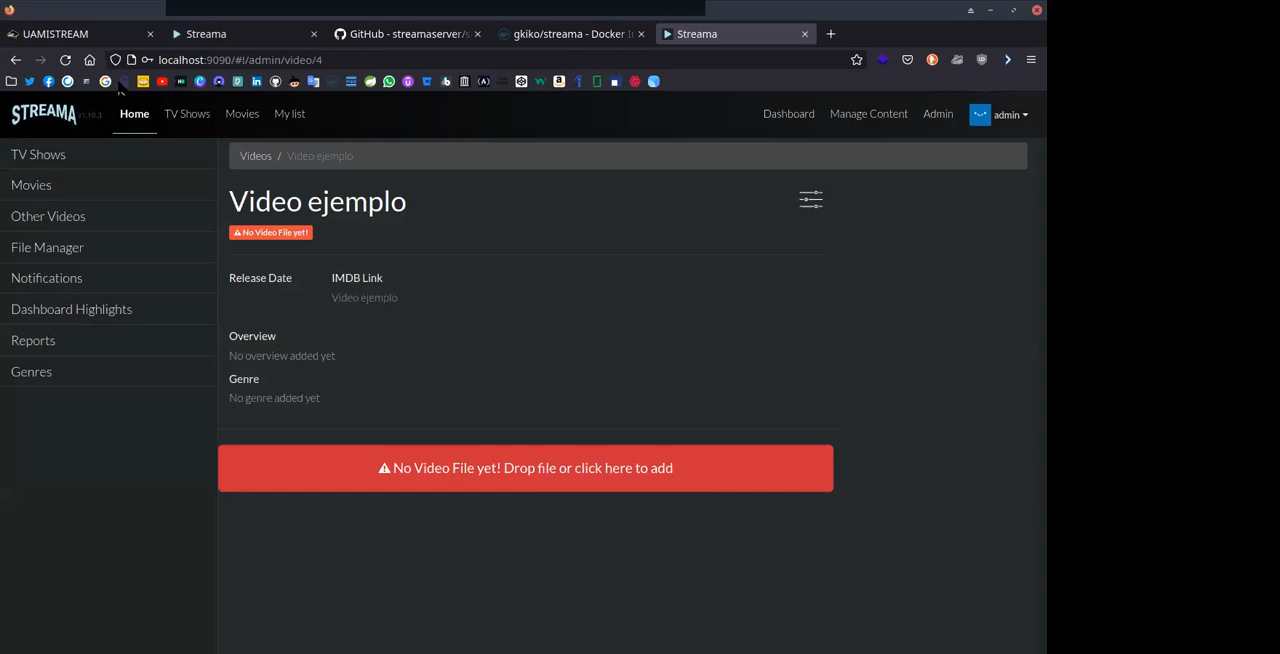 UAMISTREAM
Streama
GitHub - streamaserver/s
gkiko/streama - Docker I
Streama
localhost:9090/#!/admin/video/4
STREAMA v1.10.3
Home
TV Shows
Movies
My list
Dashboard
Manage Content
Admin
admin
TV Shows
Movies
Other Videos
File Manager
Notifications
Dashboard Highlights
Reports
Genres
Videos / Video ejemplo
Video ejemplo
No Video File yet!
Release Date
IMDB Link
Video ejemplo
Overview
No overview added yet
Genre
No genre added yet
No Video File yet! Drop file or click here to add